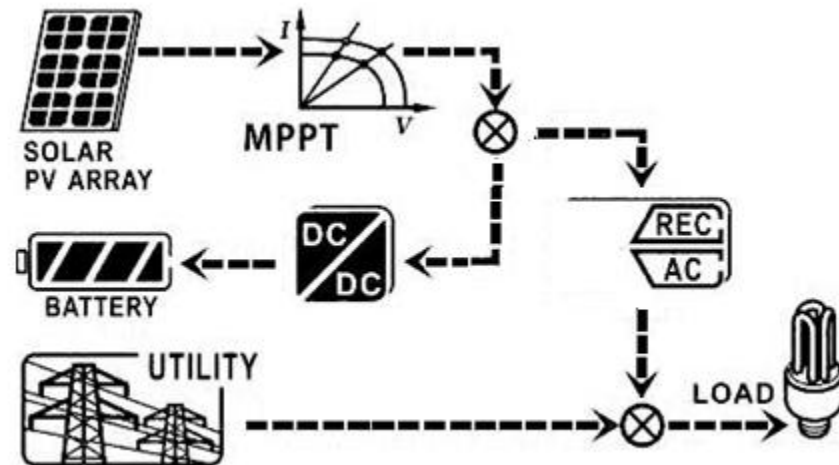 I
V
MPPT
SOLAR
PV ARRAY
REC
AC
DC
DC
BATTERY
UTILITY
LOAD